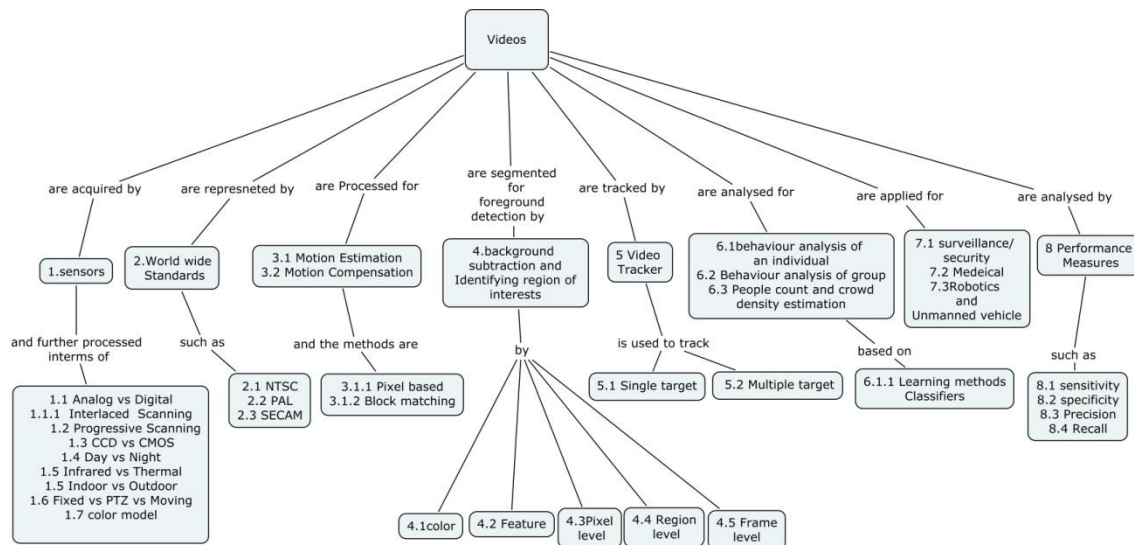 Videos
are acquired by
are represneted by
are Processed for
are segmented
for
foreground
detection by
are tracked by
are analysed for
are applied for
are analysed by
1.sensors
2.World wide
Standards
3.1 Motion Estimation
3.2 Motion Compensation
4.background
subtraction and
Identifying region of
interests
5 Video
Tracker
6.1behaviour analysis of
an individual
6.2 Behaviour analysis of group
6.3 People count and crowd
density estimation
7.1 surveillance/
security
7.2 Medeical
7.3Robotics
and
Unmanned vehicle
8 Performance
Measures
and further processed
interms of
such as
and the methods are
by
is used to track
based on
such as
1.1 Analog vs Digital
1.1.1 Interlaced Scanning
1.2 Progressive Scanning
1.3 CCD vs CMOS
1.4 Day vs Night
1.5 Infrared vs Thermal
1.5 Indoor vs Outdoor
1.6 Fixed vs PTZ vs Moving
1.7 color model
2.1 NTSC
2.2 PAL
2.3 SECAM
3.1.1 Pixel based
3.1.2 Block matching
5.1 Single target
5.2 Multiple target
6.1.1 Learning methods
Classifiers
8.1 sensitivity
8.2 specificity
8.3 Precision
8.4 Recall
4.1color
4.2 Feature
4.3Pixel
level
4.4 Region
level
4.5 Frame
level